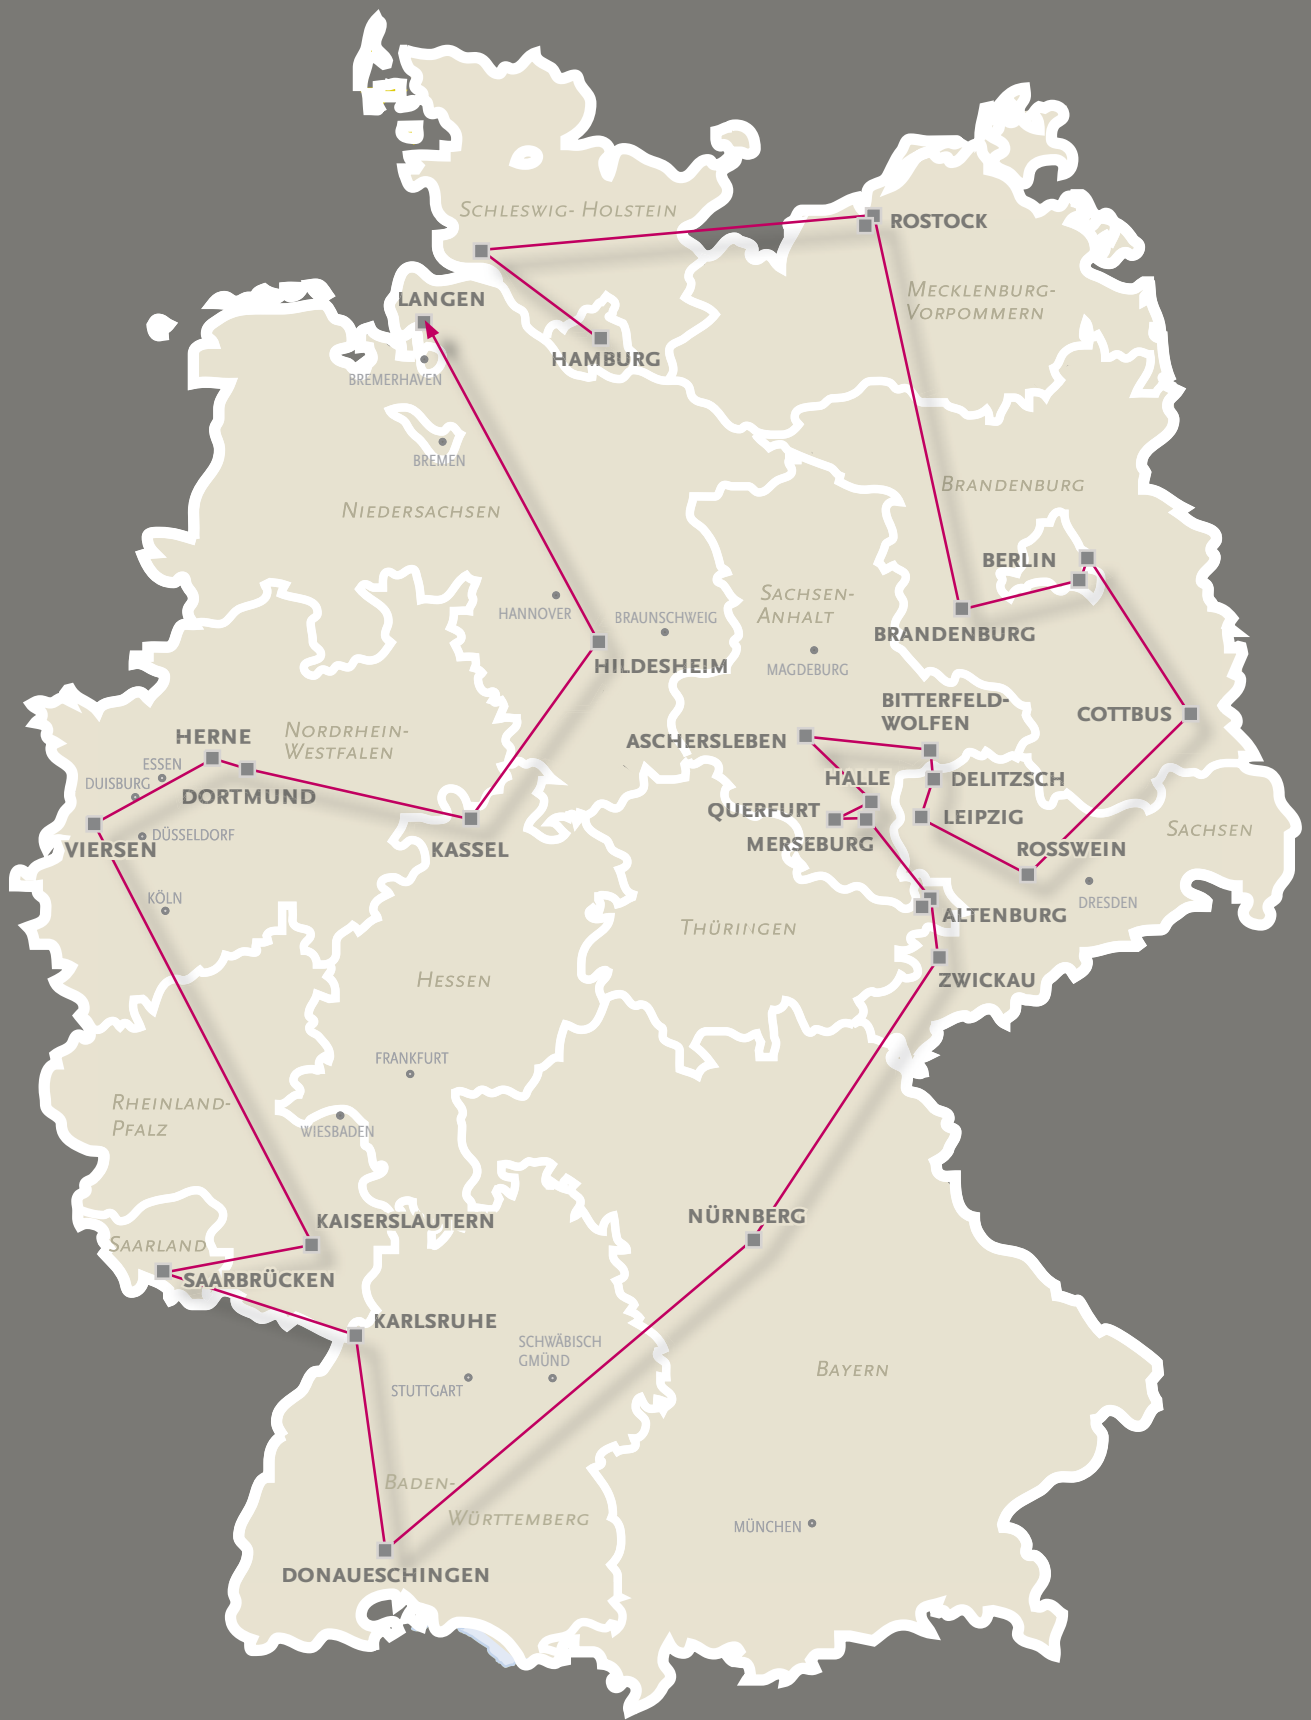 Schleswig- Holstein
ROSTOCK
Mecklenburg-
Vorpommern
LANGEN
HAMBURG
BREMERHAVEN
BREMEN
Brandenburg
Niedersachsen
BERLIN
Sachsen-
Anhalt
HANNOVER
BRAUNSCHWEIG
BRANDENBURG
HILDESHEIM
MAGDEBURG
BITTERFELD-
WOLFEN
COTTBUS
Nordrhein-
Westfalen
HERNE
ASCHERSLEBEN
ESSEN
DUISBURG
HALLE
DELITZSCH
DORTMUND
QUERFURT
LEIPZIG
Sachsen
DÜSSELDORF
VIERSEN
KASSEL
MERSEBURG
ROSSWEIN
KÖLN
DRESDEN
ALTENBURG
Thüringen
Hessen
ZWICKAU
FRANKFURT
Rheinland-
Pfalz
WIESBADEN
KAISERSLAUTERN
NÜRNBERG
Saarland
SAARBRÜCKEN
KARLSRUHE
SCHWÄBISCH
GMÜND
Bayern
STUTTGART
Baden-
Württemberg
MÜNCHEN
DONAUESCHINGEN